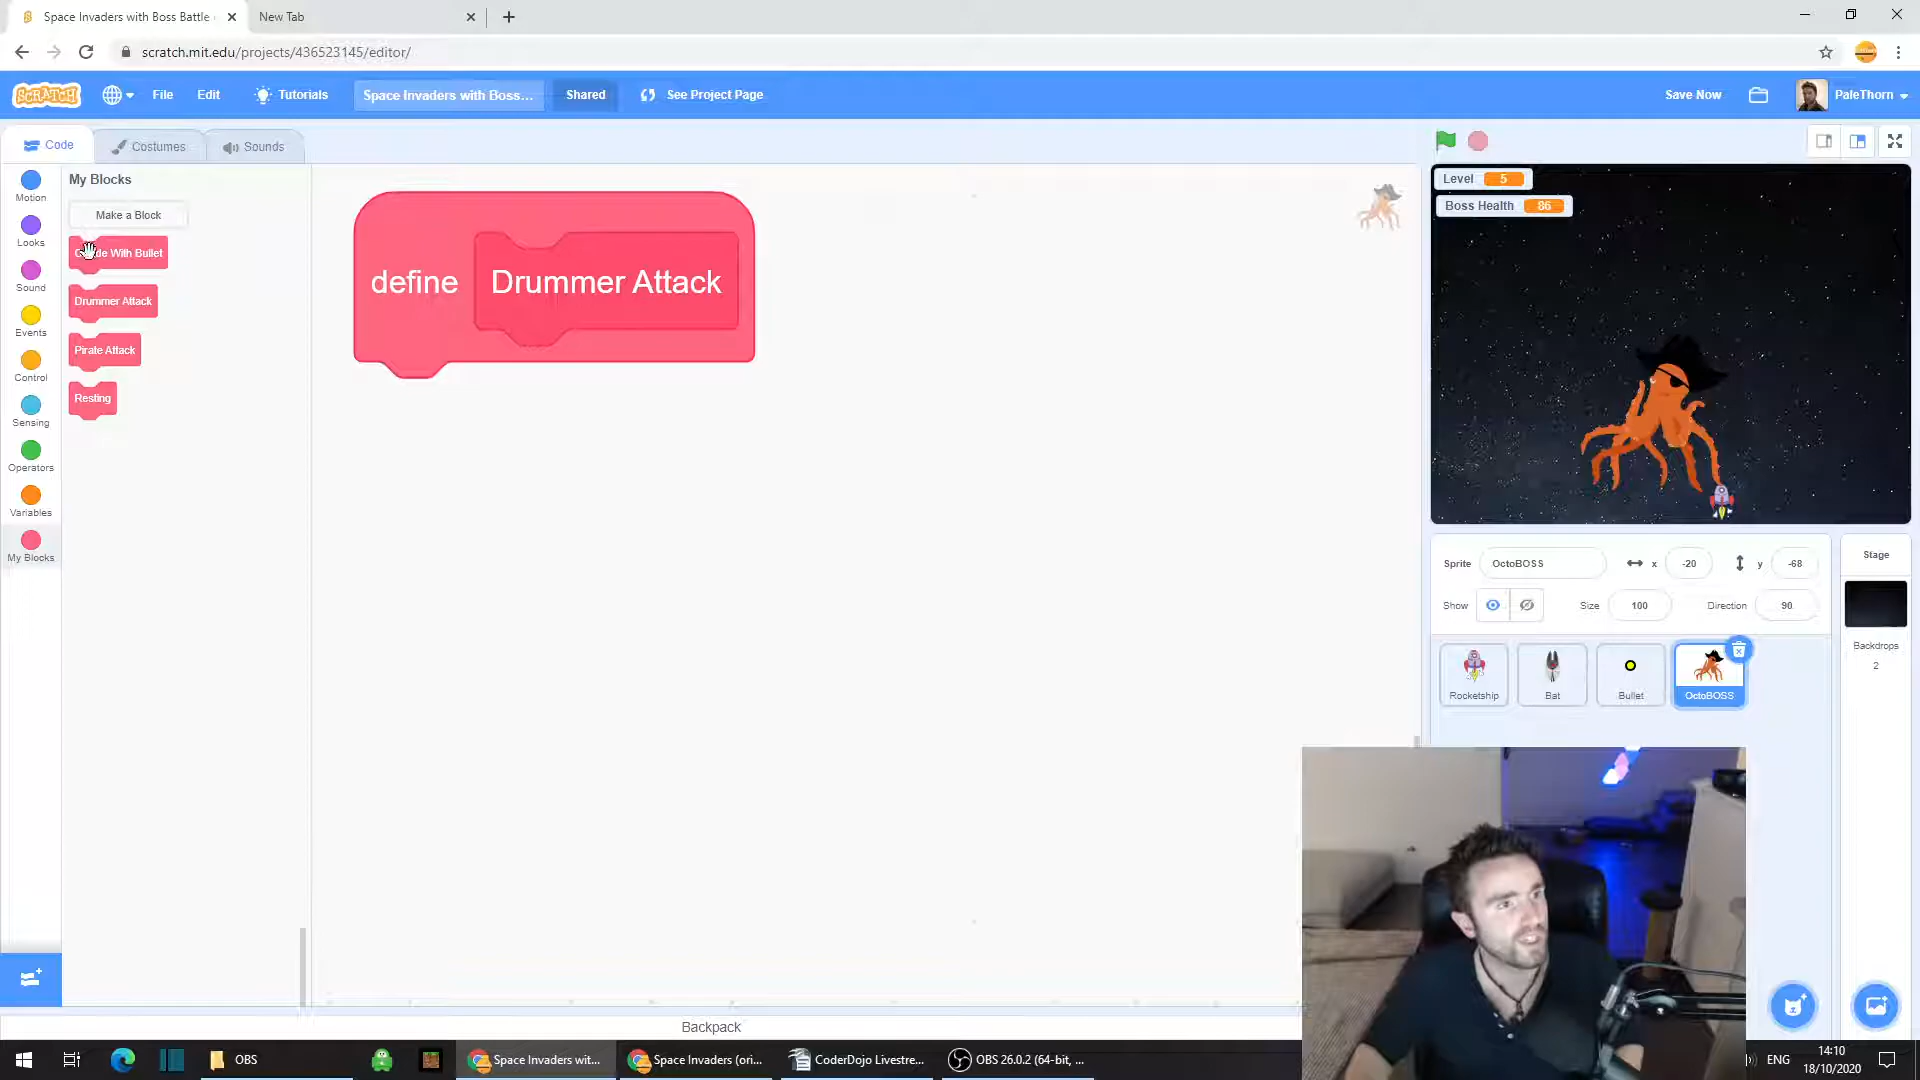 Space Invaders with Boss Battle
New Tab
scratch.mit.edu/projects/436523145/editor/
SCRATCH
File
Edit
Tutorials
Space Invaders with Boss...
Shared
See Project Page
Save Now
PaleThorn
Code
Costumes
Sounds
Motion
Looks
Sound
Events
Control
Sensing
Operators
Variables
My Blocks
My Blocks
Make a Block
With Bullet
Drummer Attack
Pirate Attack
Resting
define Drummer Attack
Level 5
Boss Health 86
Sprite OctoBOSS x -20 y -68
Show Size 100 Direction 90
Rocketship
Bat
Bullet
OctoBOSS
Stage
Backdrops
2
Backpack
OBS
Space Invaders wit...
Space Invaders (ori...
CoderDojo Livestre...
OBS 26.0.2 (64-bit, ...
ENG
14:10
18/10/2020